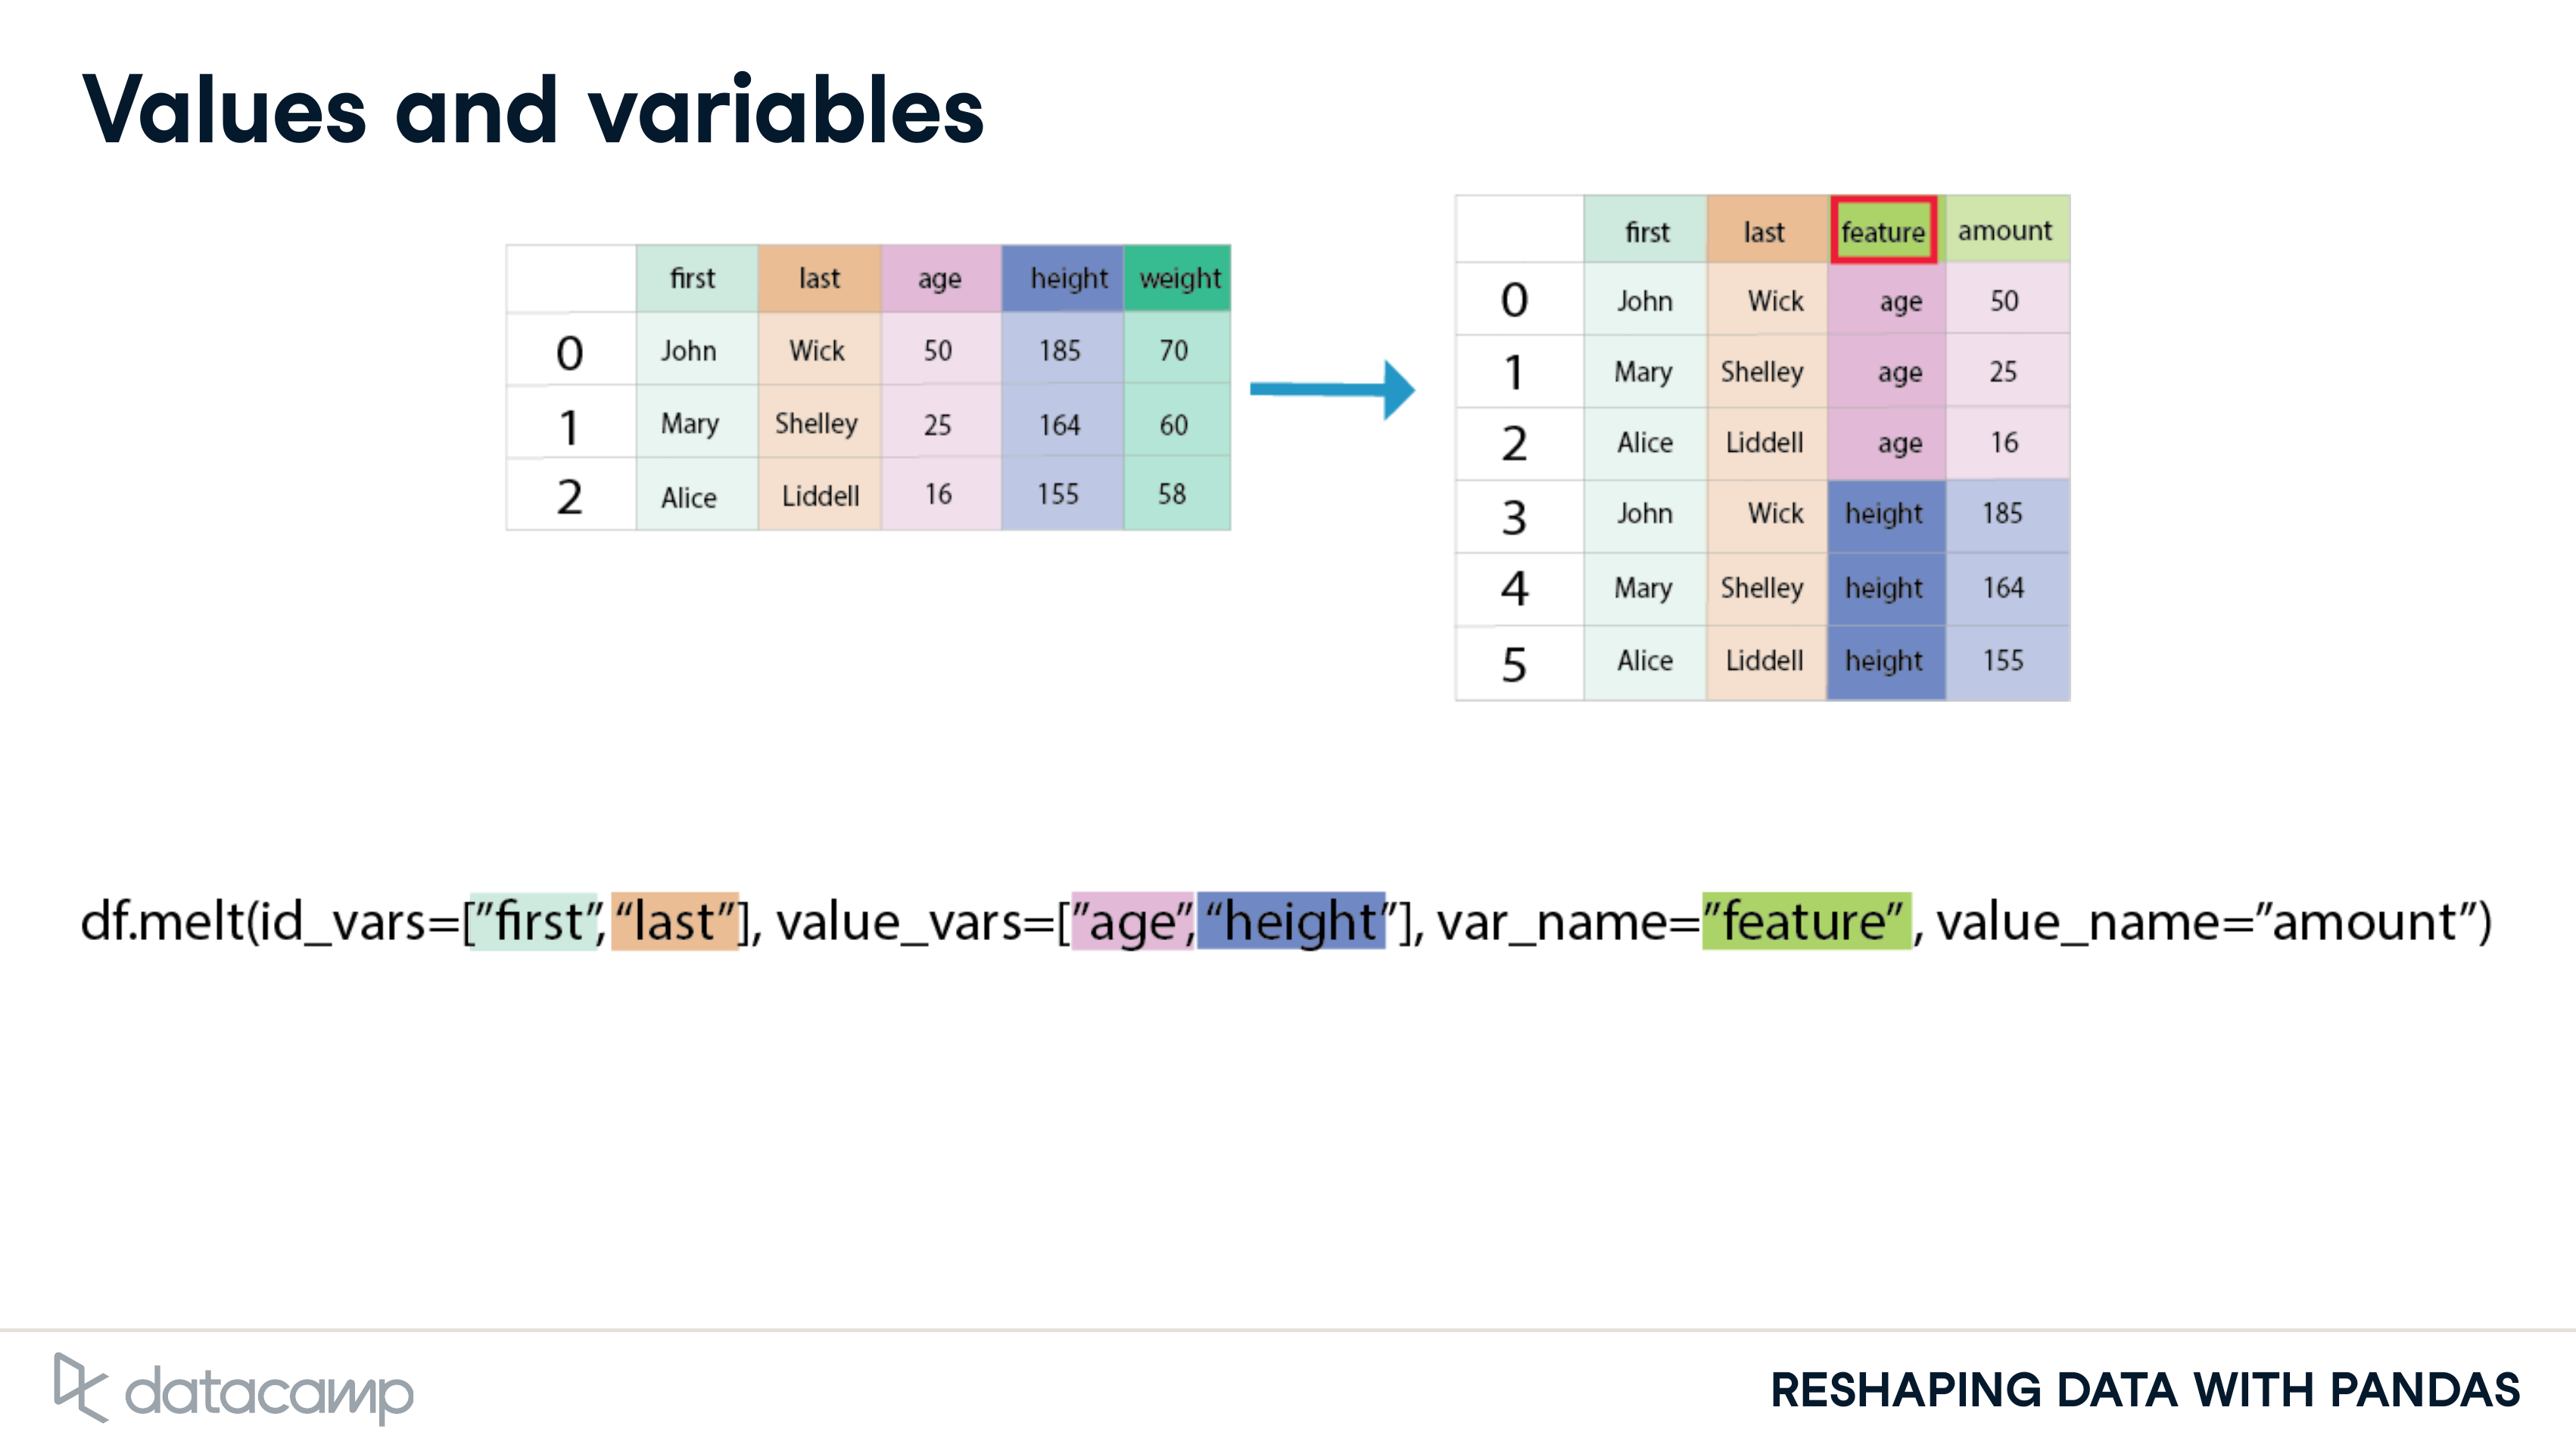 Values and variables
first last age height weight
0 John Wick 50 185 70
1 Mary Shelley 25 164 60
2 Alice Liddell 16 155 58
first last feature amount
0 John Wick age 50
1 Mary Shelley age 25
2 Alice Liddell age 16
3 John Wick height 185
4 Mary Shelley height 164
5 Alice Liddell height 155
df.melt(id_vars=[”first”, “last”], value_vars=[”age”, “height”], var_name=”feature” , value_name=”amount”)
datacamp
RESHAPING DATA WITH PANDAS